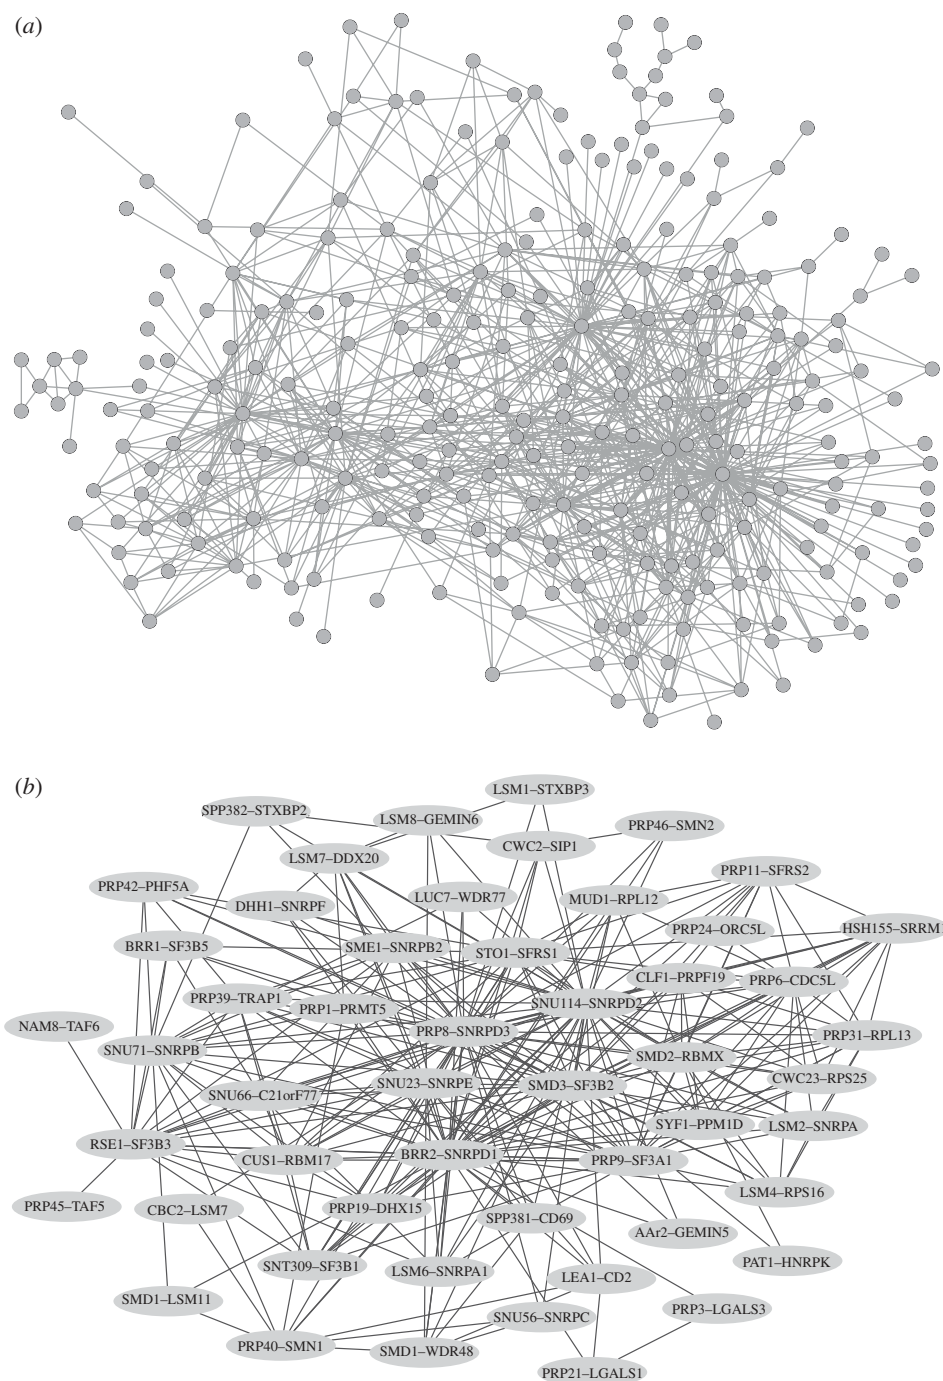 (a)
(b)
LSM1–STXBP3
SPP382–STXBP2
LSM8–GEMIN6
PRP46–SMN2
CWC2–SIP1
LSM7–DDX20
PRP11–SFRS2
PRP42–PHF5A
LUC7–WDR77
MUD1–RPL12
DHH1–SNRPF
PRP24–ORC5L
HSH155–SRRM1
BRR1–SF3B5
SME1–SNRPB2
STO1–SFRS1
CLF1–PRPF19
PRP6–CDC5L
PRP39–TRAP1
PRP1–PRMT5
SNU114–SNRPD2
NAM8–TAF6
PRP8–SNRPD3
PRP31–RPL13
SNU71–SNRPB
SMD2–RBMX
CWC23–RPS25
SNU23–SNRPE
SMD3–SF3B2
SNU66–C21orF77
SYF1–PPM1D
LSM2–SNRPA
RSE1–SF3B3
CUS1–RBM17
BRR2–SNRPD1
PRP9–SF3A1
LSM4–RPS16
PRP45–TAF5
CBC2–LSM7
PRP19–DHX15
SPP381–CD69
AAr2–GEMIN5
PAT1–HNRPK
SNT309–SF3B1
LSM6–SNRPA1
LEA1–CD2
SMD1–LSM11
PRP3–LGALS3
SNU56–SNRPC
PRP40–SMN1
SMD1–WDR48
PRP21–LGALS1